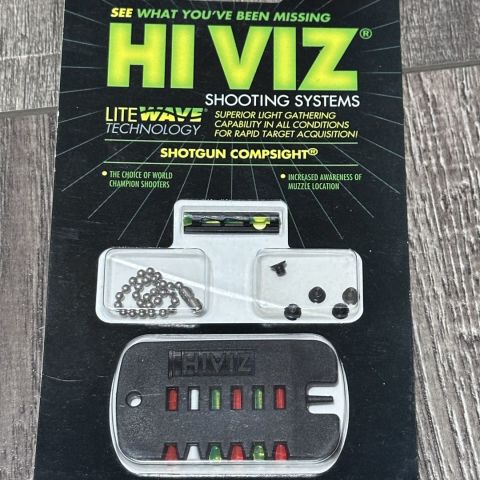 SEE WHAT YOU'VE BEEN MISSING
HI VIZ®
SHOOTING SYSTEMS
LITEWAVE®
TECHNOLOGY
SUPERIOR LIGHT GATHERING
CAPABILITY IN ALL CONDITIONS
FOR RAPID TARGET ACQUISITION!
SHOTGUN COMPSIGHT®
• THE CHOICE OF WORLD
CHAMPION SHOOTERS
• INCREASED AWARENESS OF
MUZZLE LOCATION
HIVIZ